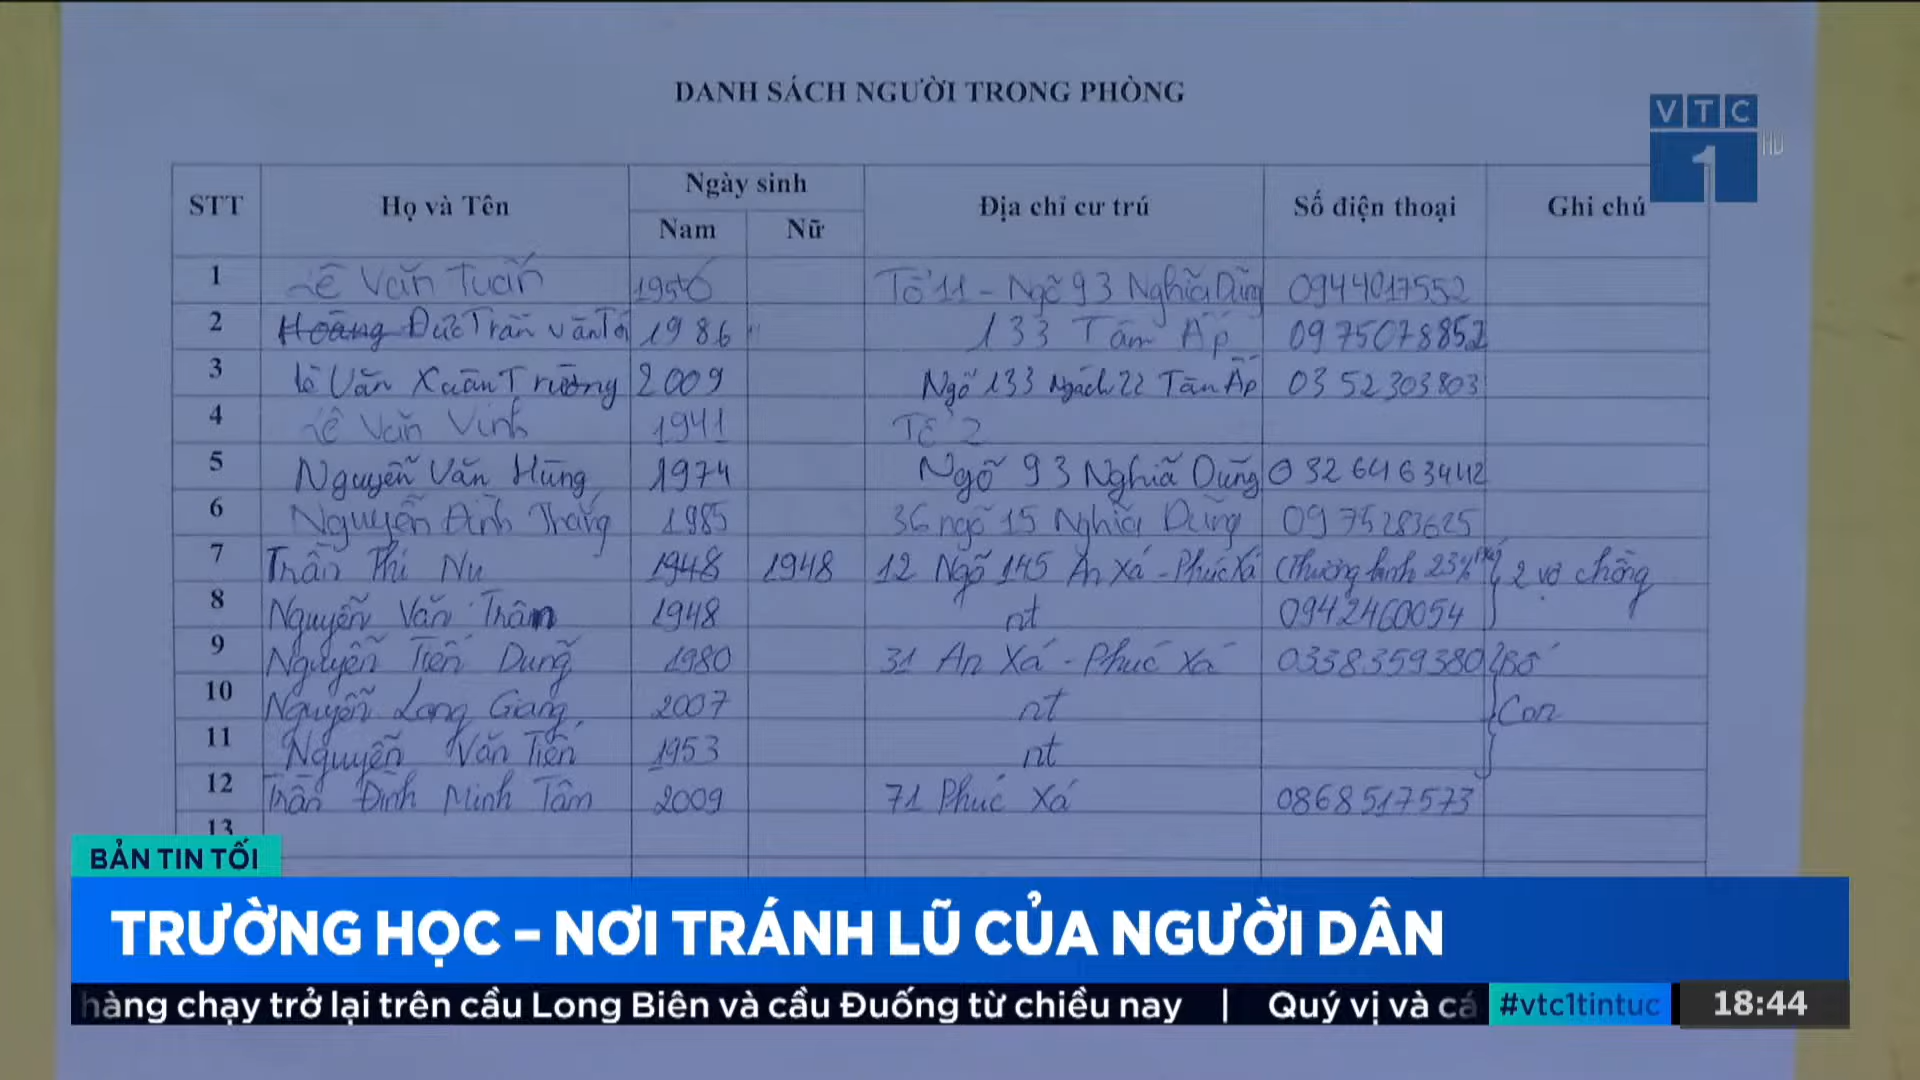 DANH SÁCH NGƯỜI TRONG PHÒNG
VTC
1 HD
STT Họ và Tên Ngày sinh Địa chỉ cư trú Số điện thoại Ghi chú
Nam Nữ
1 Lê Văn Tuấn 1956 Tổ 11 - Ngõ 93 Nghĩa Dũng 0944017552
2 Hoàng Đức Trần Văn Tới 1986 133 Tân Ấp 0975078852
3 Lê Văn Xuân Trường 2009 Ngõ 133 Ngách 22 Tân Ấp 0352303803
4 Lê Văn Vinh 1941 Tổ 2
5 Nguyễn Văn Hùng 1974 Ngõ 93 Nghĩa Dũng
6 Nguyễn Đình Thắng 1985 36 ngõ 15 Nghĩa Dũng 0975283625
7 Trần Thị Nu 1948 1948 12 Ngõ 145 An Xá - Phúc Xá (Thương binh 23% 2 vợ chồng
8 Nguyễn Văn 1948 nt 0942460054
9 Nguyễn Tiến Dung 1980 31 An Xá - Phúc Xá 0338359380 Bố
10 Nguyễn Long Giang 2007 nt Con
11 Nguyễn Văn Tiến 1953 nt
12 Trần Đình Minh Tâm 2009 71 Phúc Xá 0868517573
13
BẢN TIN TỐI
TRƯỜNG HỌC – NƠI TRÁNH LŨ CỦA NGƯỜI DÂN
hàng chạy trở lại trên cầu Long Biên và cầu Đuống từ chiều nay | Quý vị và cá #vtc1tintuc 18:44